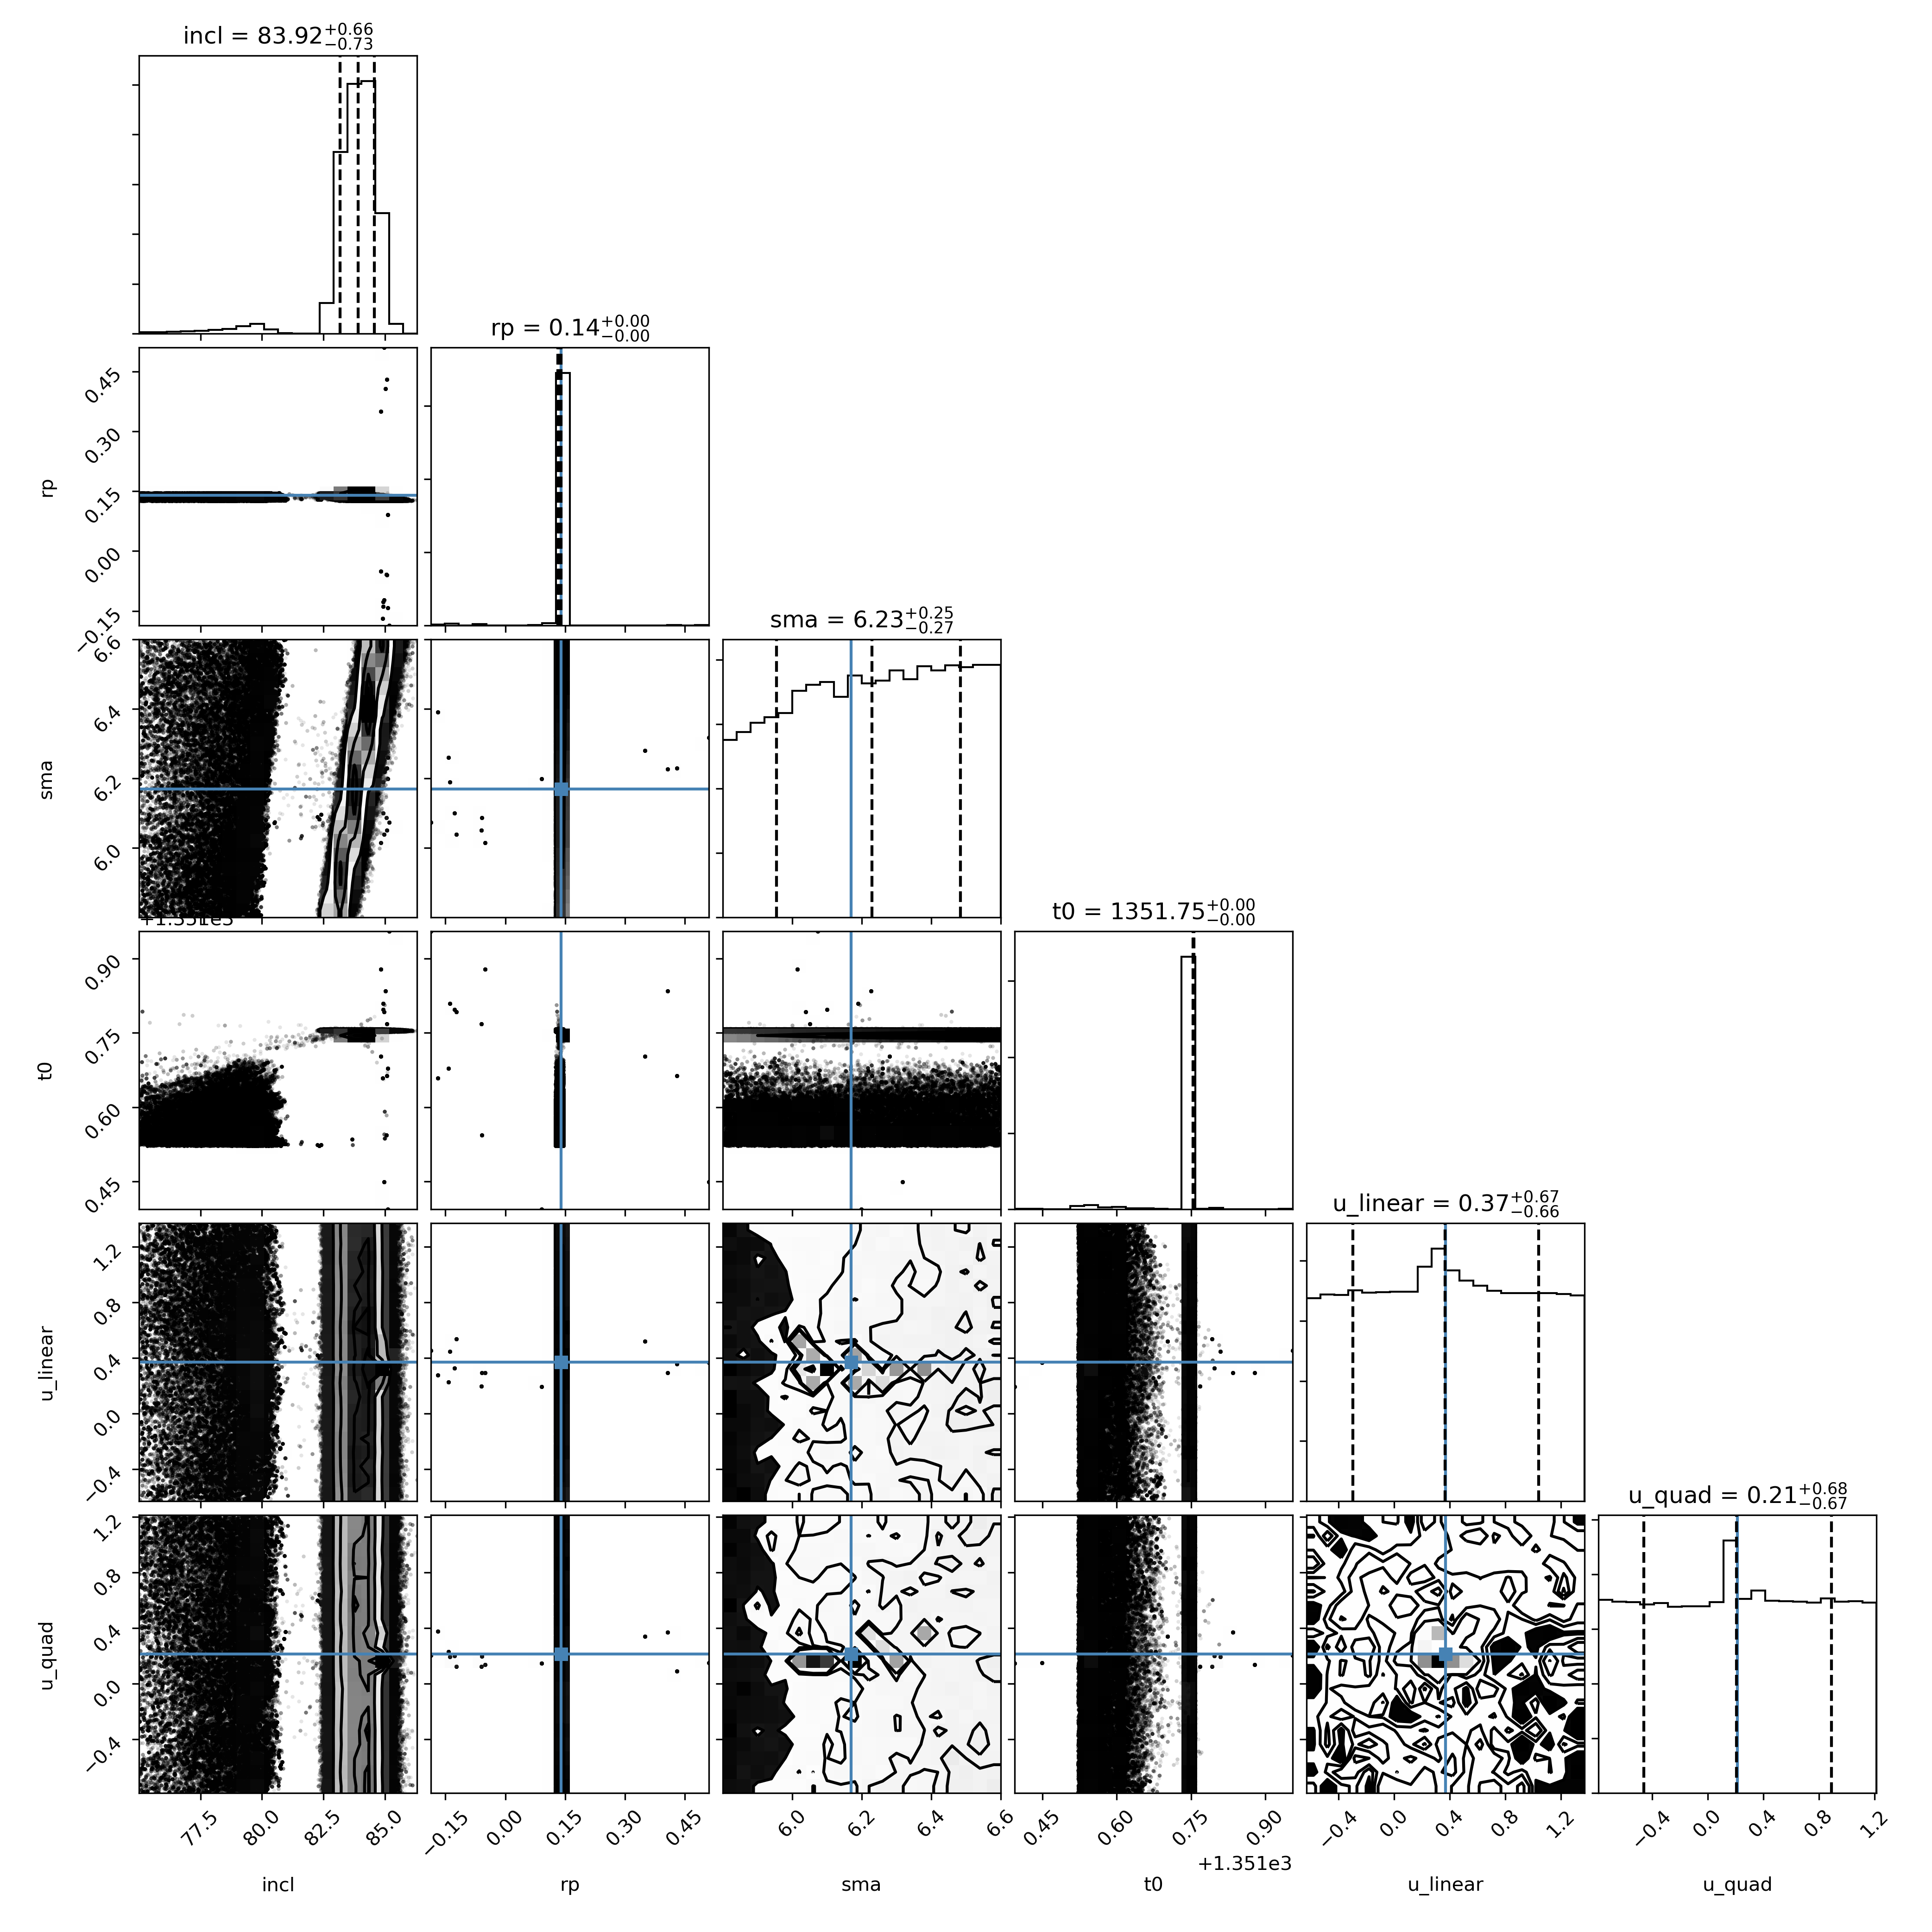 incl = 83.92+0.66−0.73
rp = 0.14+0.00−0.00
0.45
0.30
0.15
0.00
−0.15
rp
sma = 6.23+0.25−0.27
6.6
6.4
6.2
6.0
sma
+1.351e3
t0 = 1351.75+0.00−0.00
0.90
0.75
0.60
0.45
t0
u_linear = 0.37+0.67−0.66
1.2
0.8
0.4
0.0
−0.4
u_linear
u_quad = 0.21+0.68−0.67
1.2
0.8
0.4
0.0
−0.4
u_quad
77.5 80.0 82.5 85.0
−0.15 0.00 0.15 0.30 0.45
6.0 6.2 6.4 6.6
0.45 0.60 0.75 0.90
−0.4 0.0 0.4 0.8 1.2
−0.4 0.0 0.4 0.8 1.2
+1.351e3
incl rp sma t0 u_linear u_quad